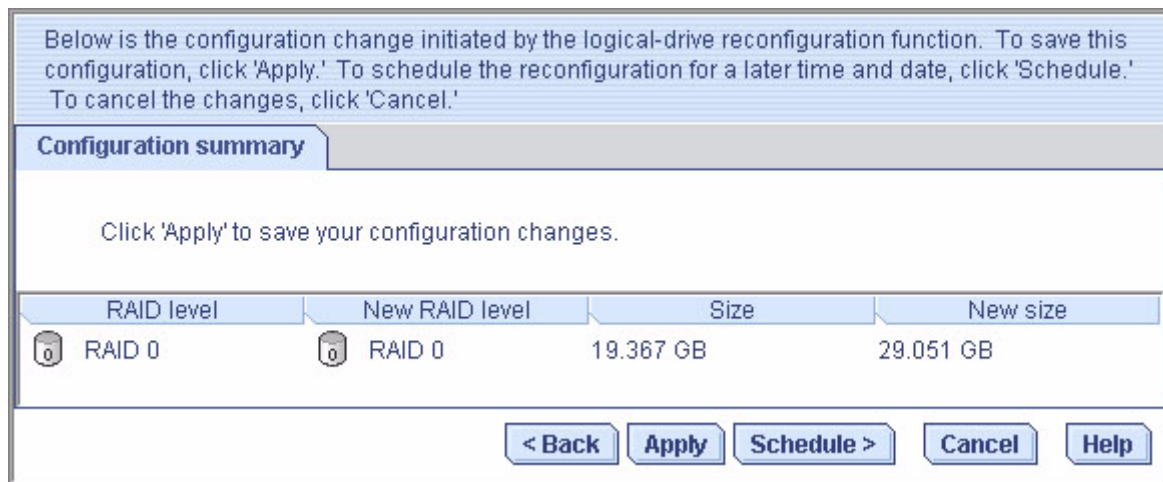 Below is the configuration change initiated by the logical-drive reconfiguration function. To save this
configuration, click 'Apply.' To schedule the reconfiguration for a later time and date, click 'Schedule.'
To cancel the changes, click 'Cancel.'
Configuration summary
Click 'Apply' to save your configuration changes.
RAID level New RAID level Size New size
0 RAID 0 0 RAID 0 19.367 GB 29.051 GB
< Back Apply Schedule > Cancel Help